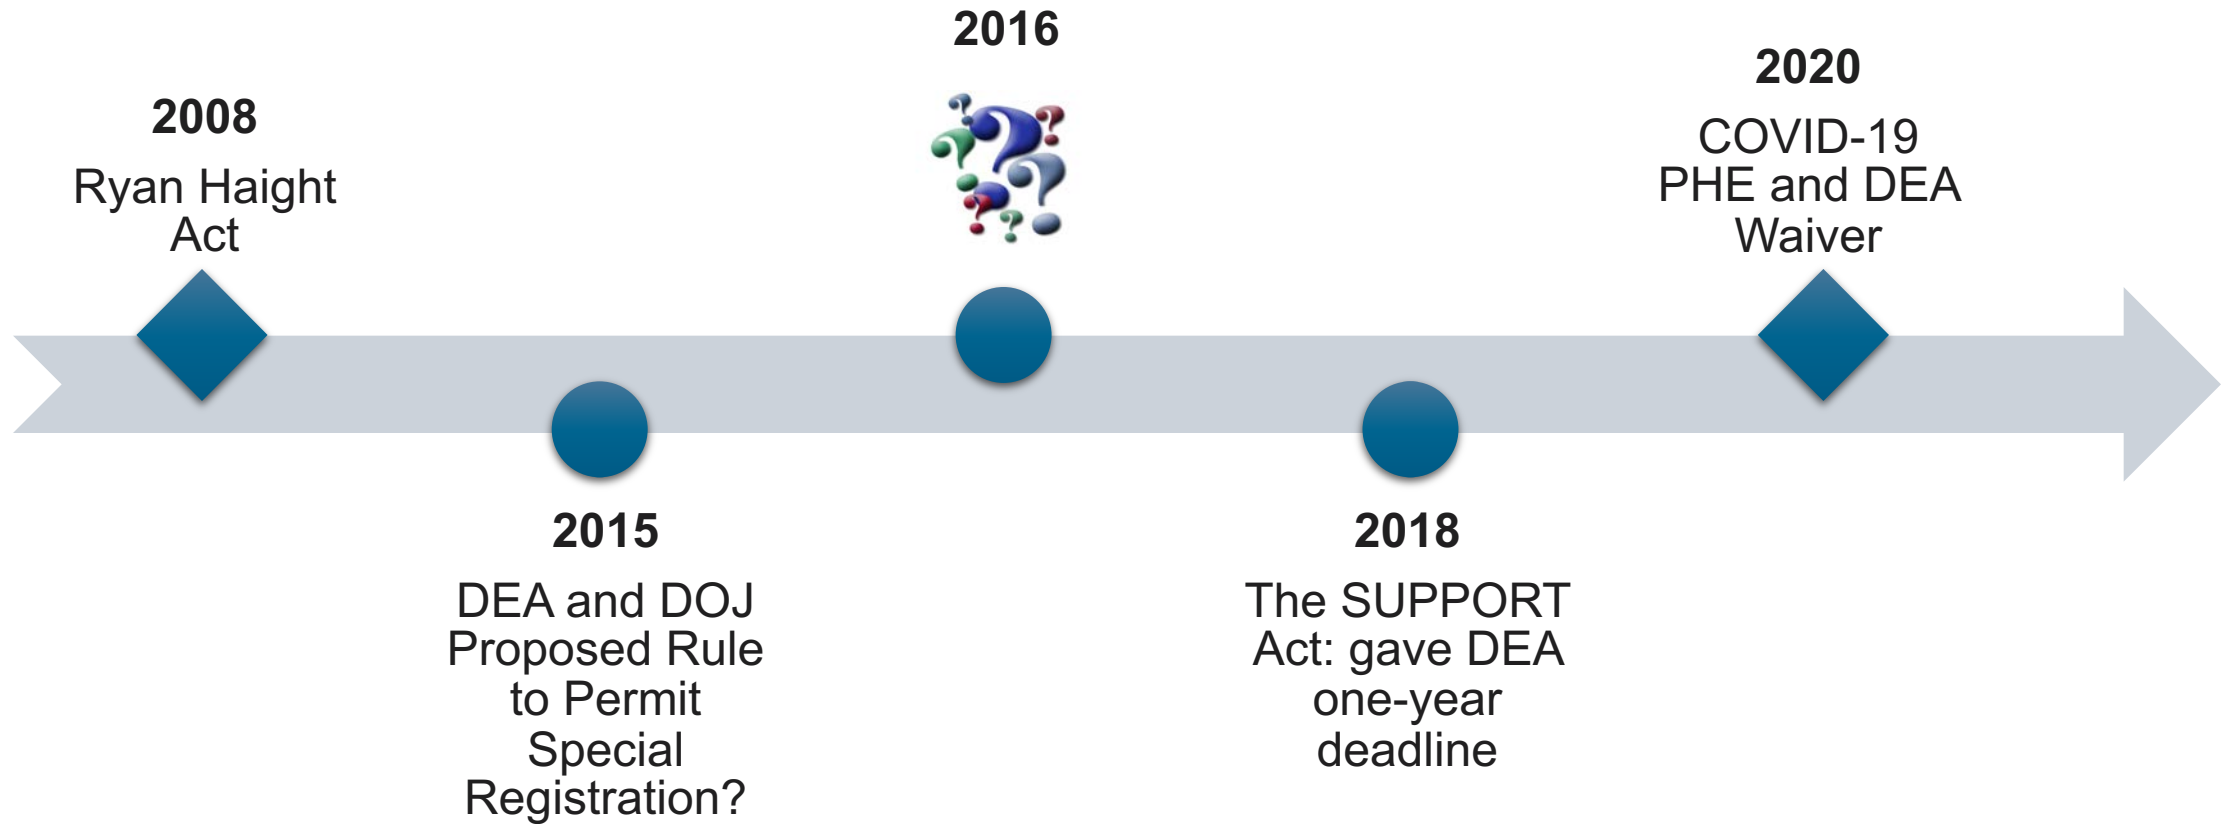 2008
Ryan Haight
Act
2015
DEA and DOJ
Proposed Rule
to Permit
Special
Registration?
2016
2018
The SUPPORT
Act: gave DEA
one-year
deadline
2020
COVID-19
PHE and DEA
Waiver